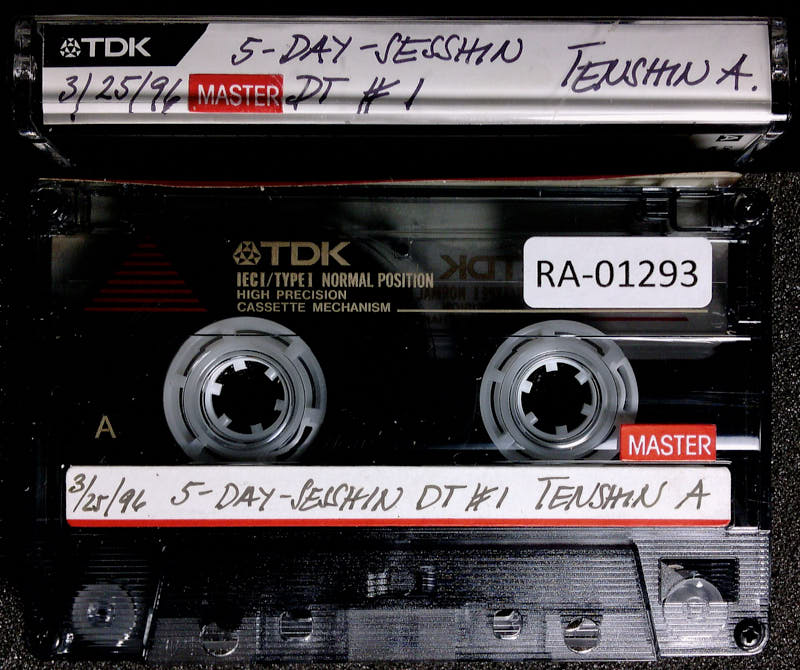 TDK 5-DAY-SESSHIN TENSHIN A.
3/25/96 MASTER DT #1
TDK
IECI/TYPEI NORMAL POSITION
HIGH PRECISION
CASSETTE MECHANISM
RA-01293
A
MASTER
3/25/96 5-DAY-SESSHIN DT #1 TENSHIN A